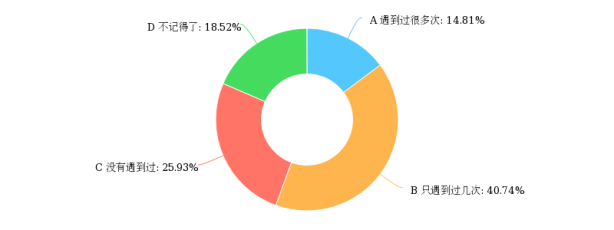 A 遇到过很多次: 14.81%
D 不记得了: 18.52%
C 没有遇到过: 25.93%
B 只遇到过几次: 40.74%